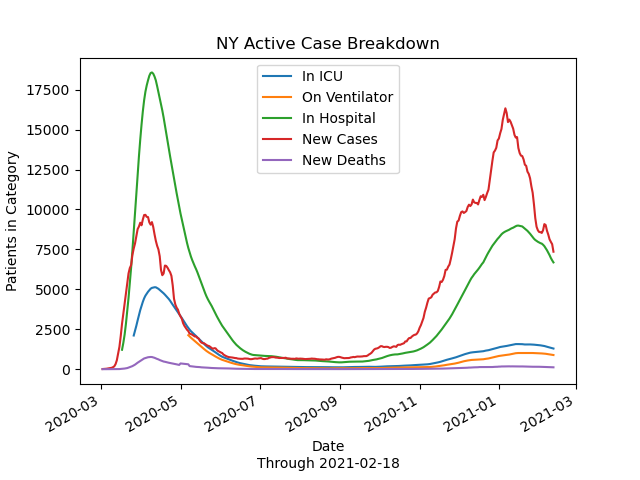 NY Active Case Breakdown
In ICU
On Ventilator
In Hospital
New Cases
New Deaths
Patients in Category
17500
15000
12500
10000
7500
5000
2500
0
2020-03
2020-05
2020-07
2020-09
2020-11
2021-01
2021-03
Date
Through 2021-02-18